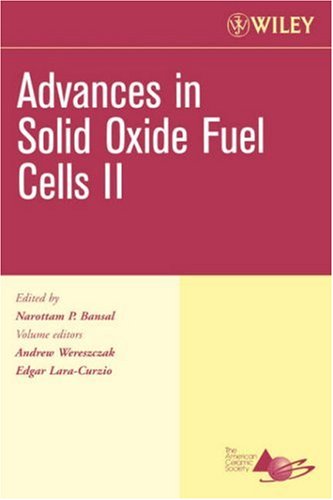 WILEY
Advances in
Solid Oxide Fuel
Cells II
Edited by
Narottam P. Bansal
Volume editors
Andrew Wereszczak
Edgar Lara-Curzio
The
American
Ceramic
Society